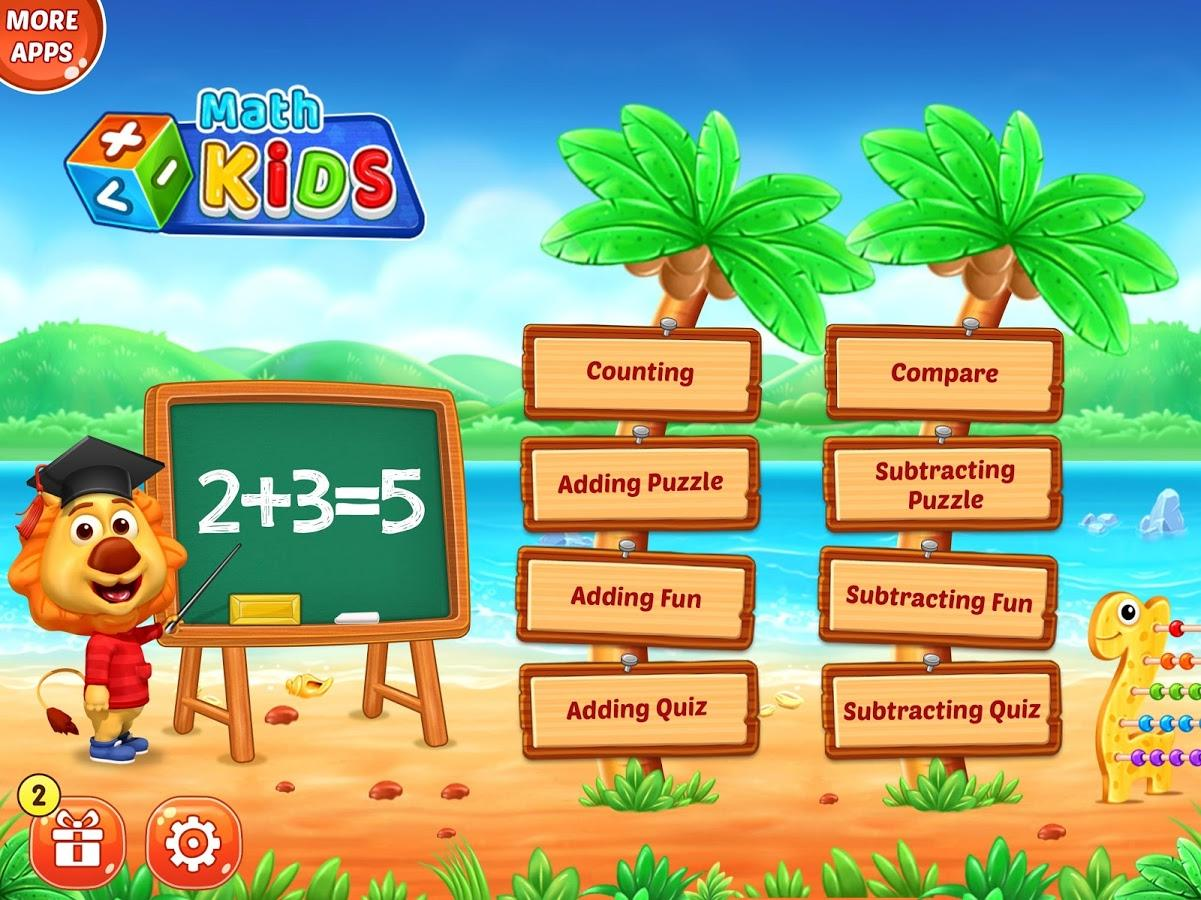 MORE
APPS
Math
KiDS
2+3=5
Counting
Compare
Adding Puzzle
Subtracting
Puzzle
Adding Fun
Subtracting Fun
Adding Quiz
Subtracting Quiz
2